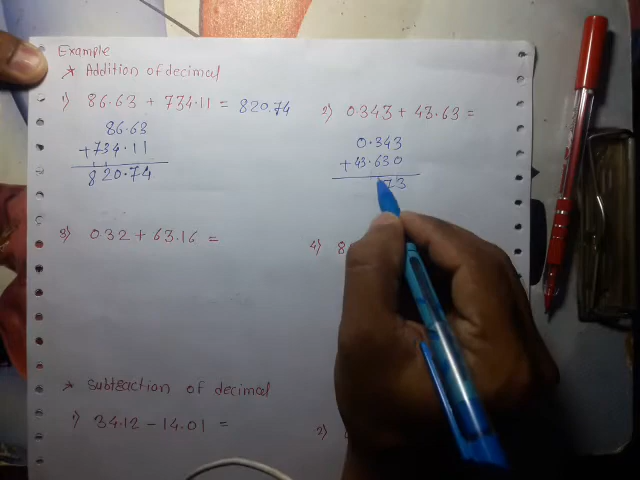 Example
* Addition of decimal
1) 86.63 + 734.11 = 820.74
86.63
+734.11
820.74
2) 0.343 + 43.63 =
0.343
+43.630
73
3) 0.32 + 63.16 =
4) 8
* Subtraction of decimal
1) 34.12 - 14.01 =
2)